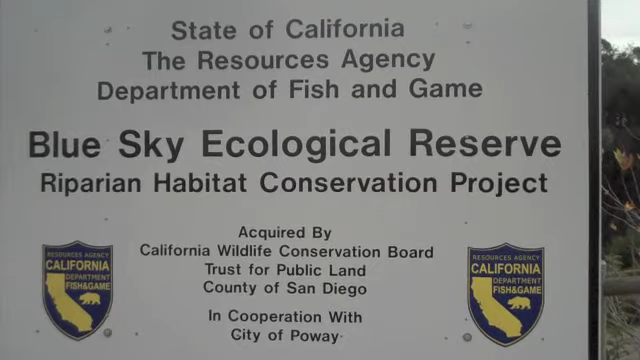 State of California
The Resources Agency
Department of Fish and Game
Blue Sky Ecological Reserve
Riparian Habitat Conservation Project
Acquired By
California Wildlife Conservation Board
Trust for Public Land
County of San Diego
In Cooperation With
City of Poway
RESOURCES AGENCY
CALIFORNIA
DEPARTMENT
FISH&GAME
RESOURCES AGENCY
CALIFORNIA
DEPARTMENT
FISH&GAME